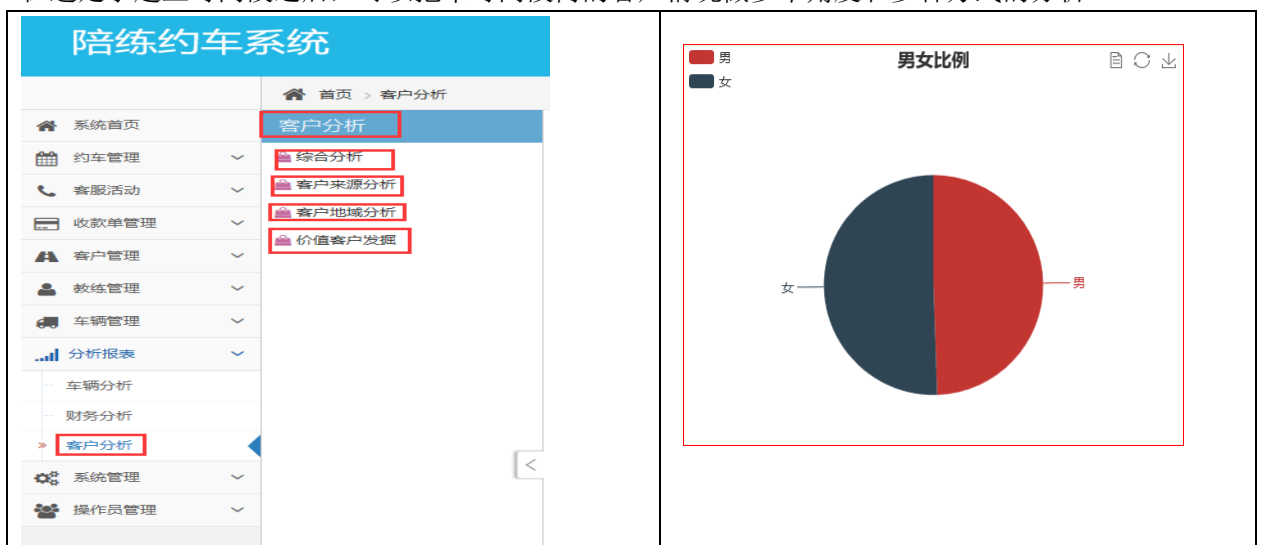 陪练约车系统
首页 > 客户分析
系统首页
约车管理
客服活动
收款单管理
客户管理
教练管理
车辆管理
分析报表
车辆分析
财务分析
客户分析
系统管理
操作员管理
客户分析
综合分析
客户来源分析
客户地域分析
价值客户发掘
男女比例
男
女
女
男